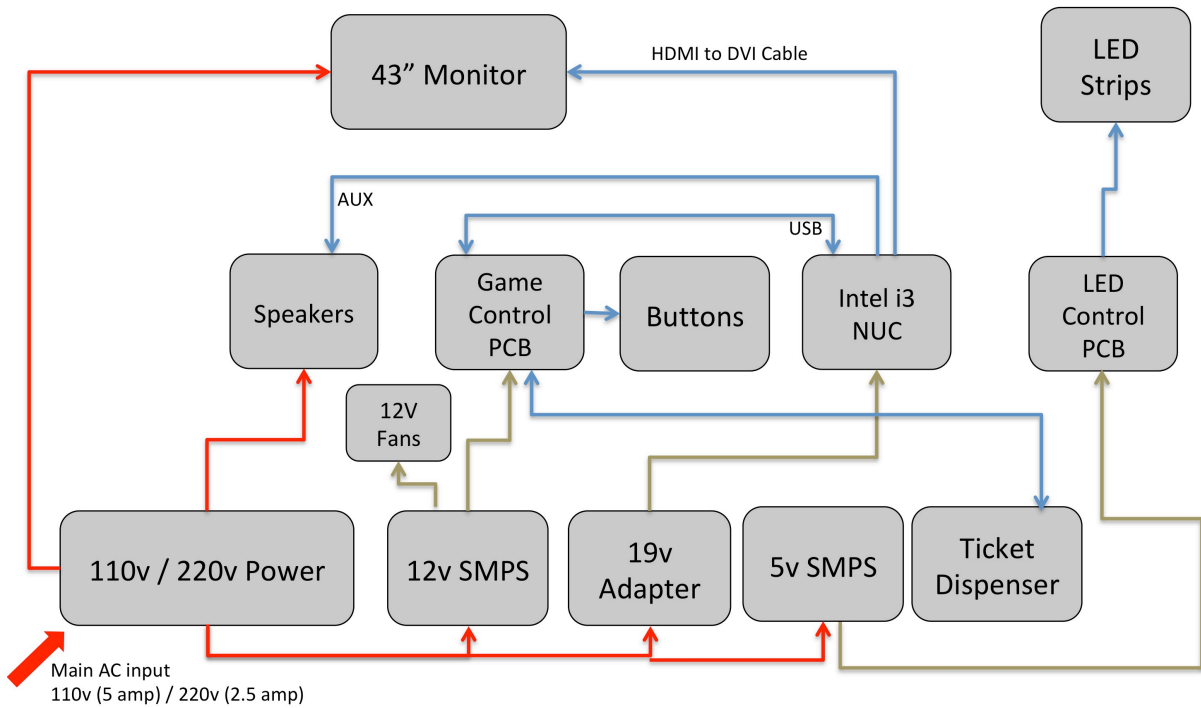 HDMI to DVI Cable
43” Monitor
LED
Strips
AUX
USB
Speakers
Game
Control
PCB
Buttons
Intel i3
NUC
LED
Control
PCB
12V
Fans
110v / 220v Power
12v SMPS
19v
Adapter
5v SMPS
Ticket
Dispenser
Main AC input
110v (5 amp) / 220v (2.5 amp)